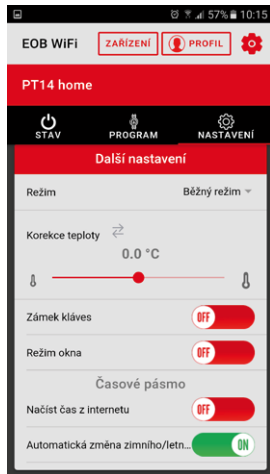 57% 10:15
EOB WiFi ZAŘÍZENÍ PROFIL
PT14 home
STAV PROGRAM NASTAVENÍ
Další nastavení
Režim Běžný režim
Korekce teploty
0.0 °C
Zámek kláves OFF
Režim okna OFF
Časové pásmo
Načíst čas z internetu OFF
Automatická změna zimního/letn... ON